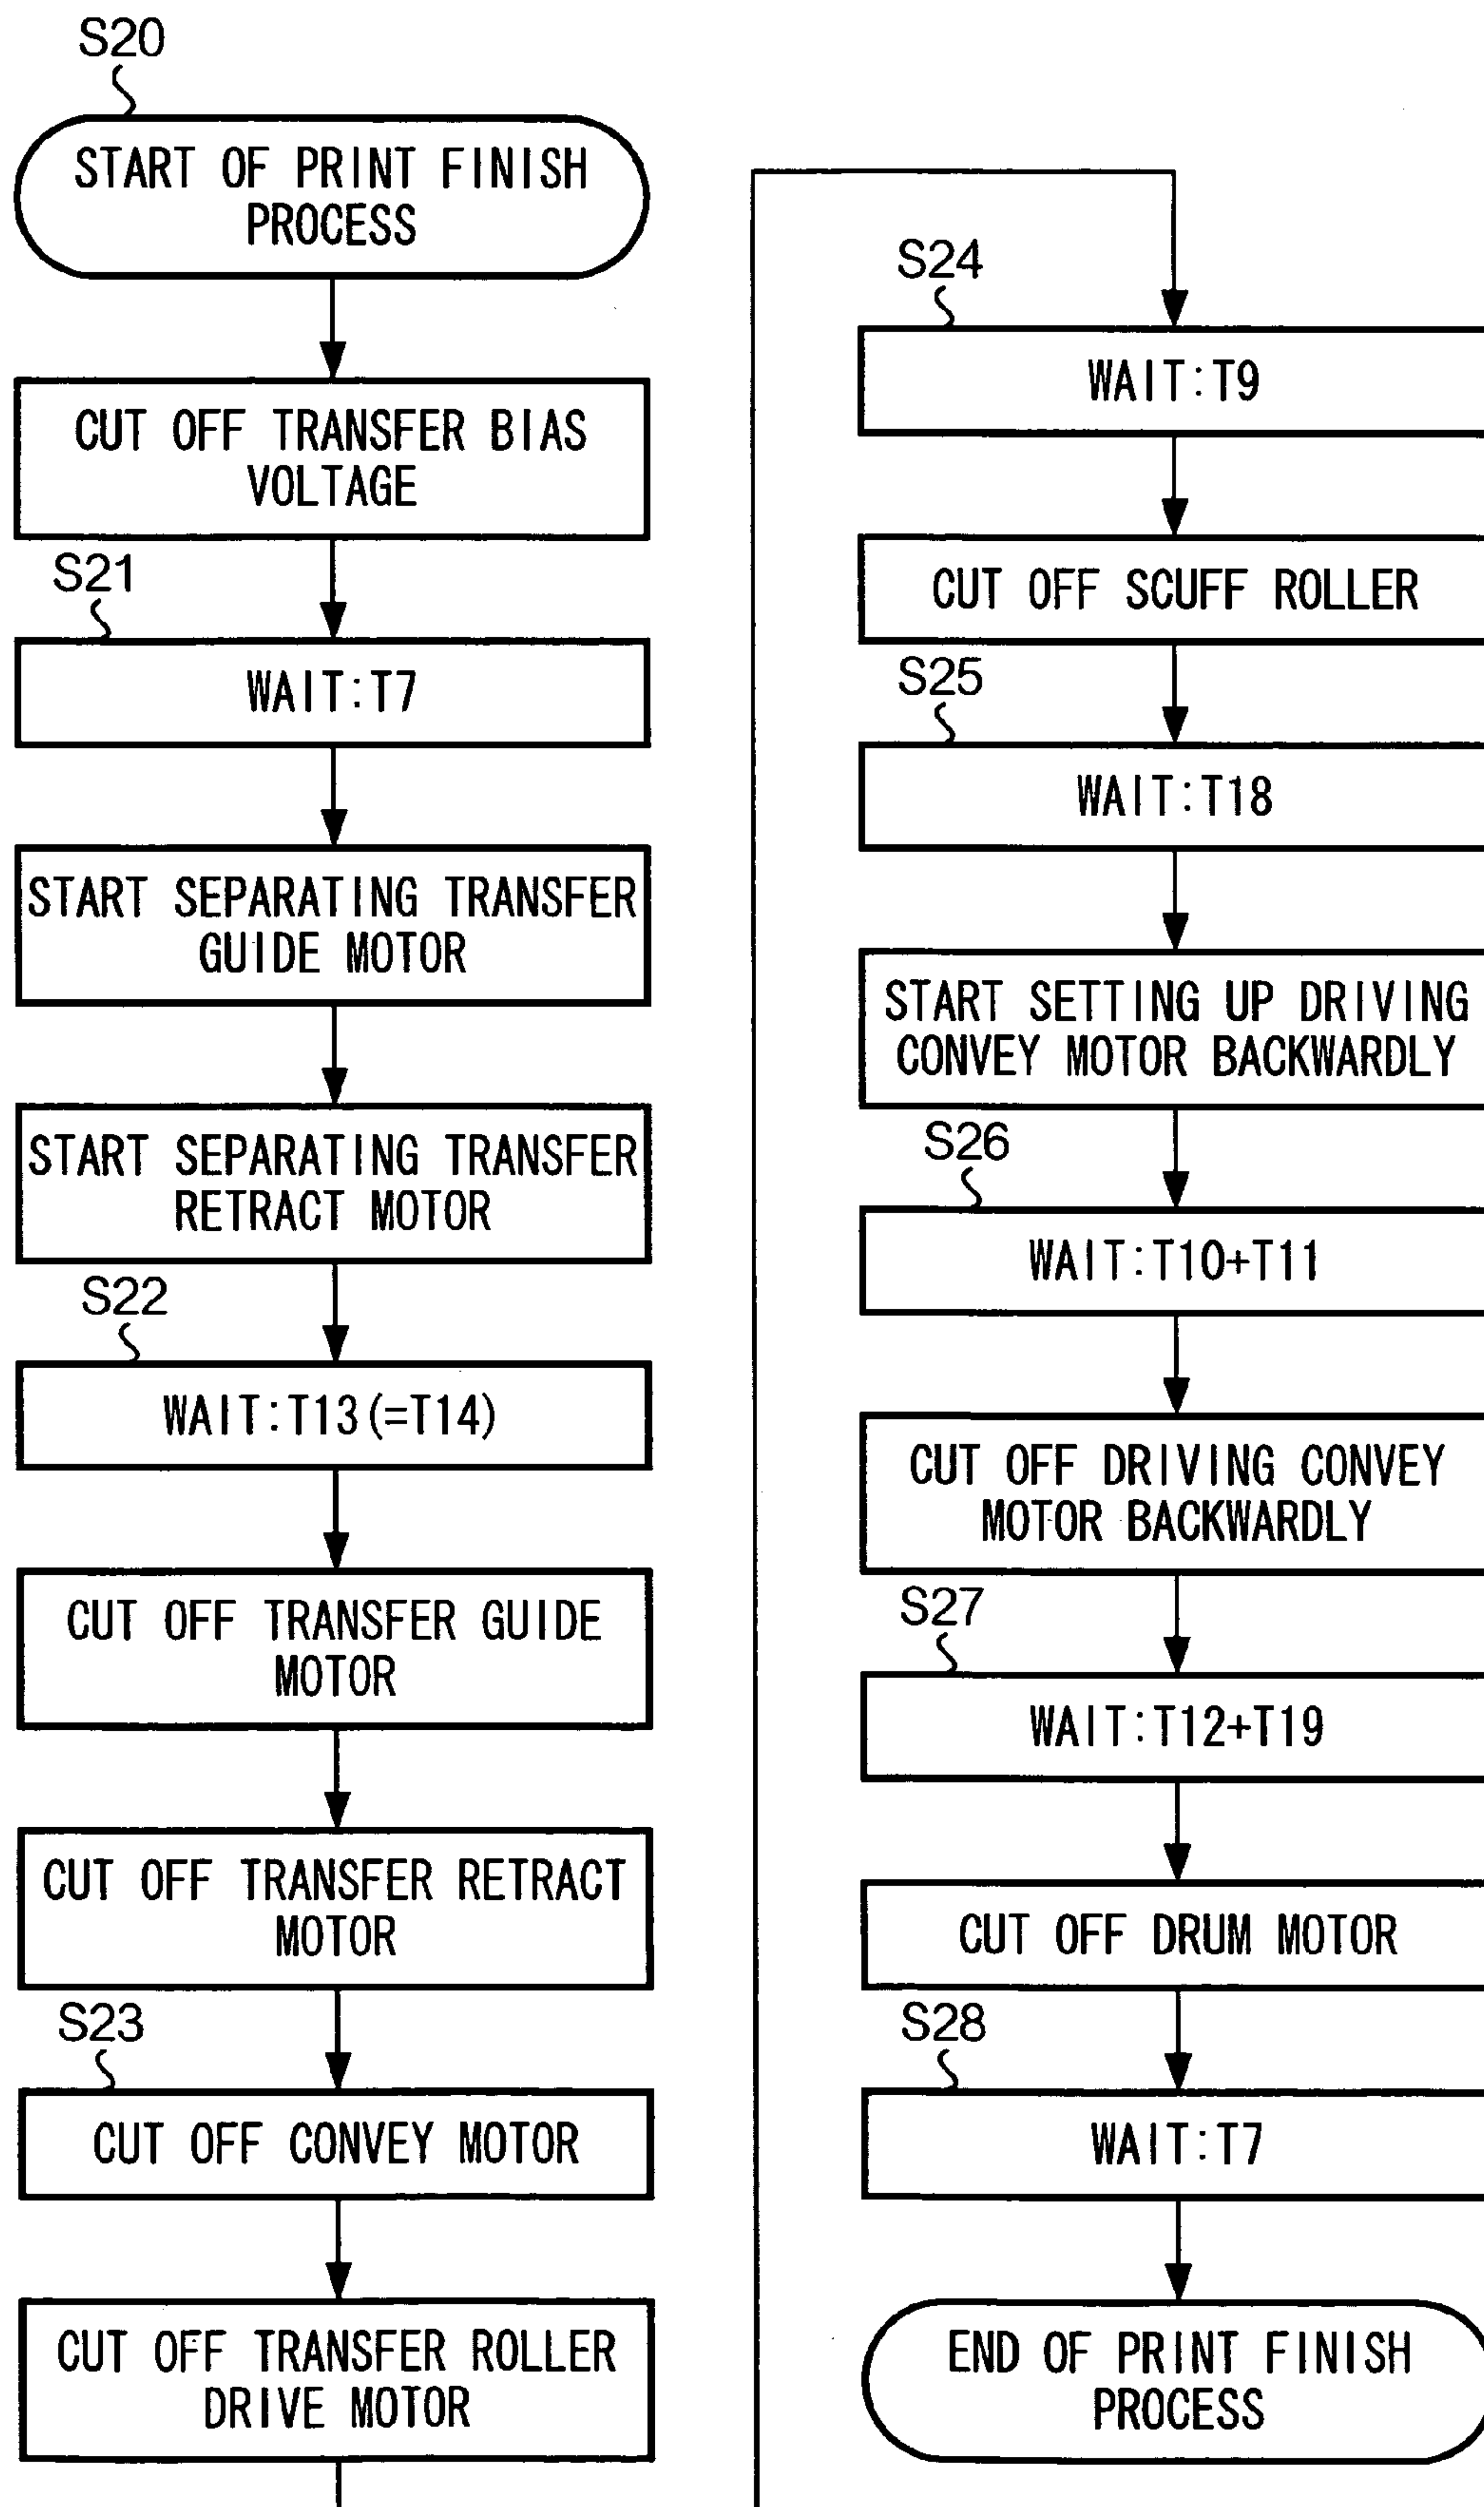 S20
START OF PRINT FINISH
PROCESS
CUT OFF TRANSFER BIAS
VOLTAGE
S21
WAIT:T7
START SEPARATING TRANSFER
GUIDE MOTOR
START SEPARATING TRANSFER
RETRACT MOTOR
S22
WAIT:T13(=T14)
CUT OFF TRANSFER GUIDE
MOTOR
CUT OFF TRANSFER RETRACT
MOTOR
S23
CUT OFF CONVEY MOTOR
CUT OFF TRANSFER ROLLER
DRIVE MOTOR
S24
WAIT:T9
CUT OFF SCUFF ROLLER
S25
WAIT:T18
START SETTING UP DRIVING
CONVEY MOTOR BACKWARDLY
S26
WAIT:T10+T11
CUT OFF DRIVING CONVEY
MOTOR BACKWARDLY
S27
WAIT:T12+T19
CUT OFF DRUM MOTOR
S28
WAIT:T7
END OF PRINT FINISH
PROCESS